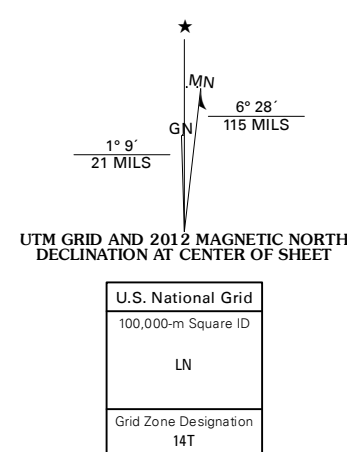 MN
6° 28´
115 MILS
GN
1° 9´
21 MILS
UTM GRID AND 2012 MAGNETIC NORTH
DECLINATION AT CENTER OF SHEET
U.S. National Grid
100,000-m Square ID
LN
Grid Zone Designation
14T